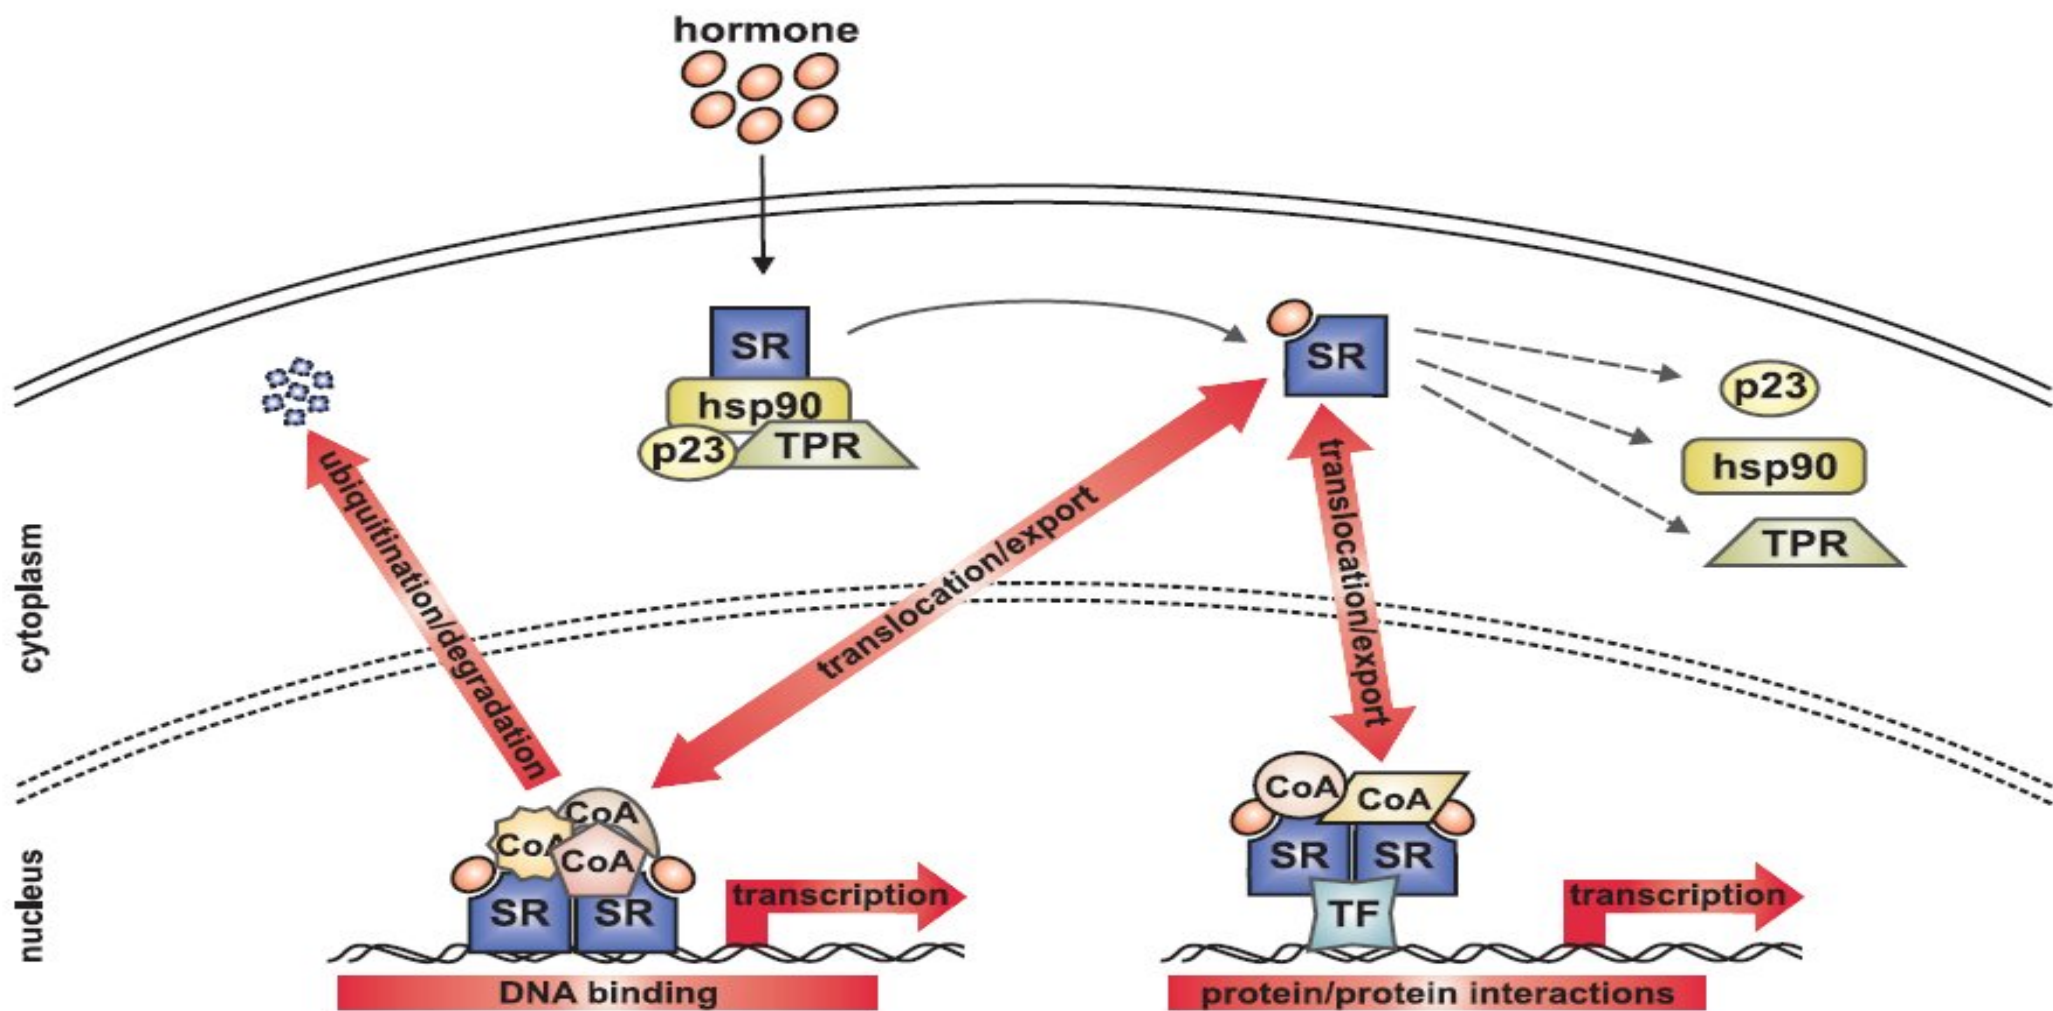 hormone
SR
hsp90
p23
TPR
SR
p23
hsp90
TPR
ubiquitination/degradation
translocation/export
translocation/export
cytoplasm
nucleus
CoA
CoA
CoA
SR
SR
transcription
DNA binding
CoA
CoA
SR
SR
TF
transcription
protein/protein interactions